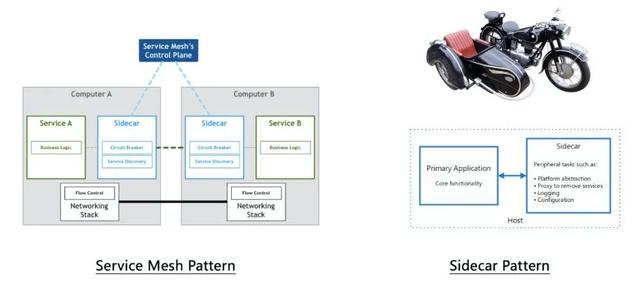 Service Mesh's
Control Plane
Computer A
Computer B
Service A
Sidecar
Sidecar
Service B
Business Logic
Circuit Breaker
Service Discovery
Circuit Breaker
Service Discovery
Business Logic
Flow Control
Networking
Stack
Flow Control
Networking
Stack
Service Mesh Pattern
Primary Application
Core functionality
Sidecar
Peripheral tasks such as:
• Platform abstraction
• Proxy to remove services
• Logging
• Configuration
Host
Sidecar Pattern